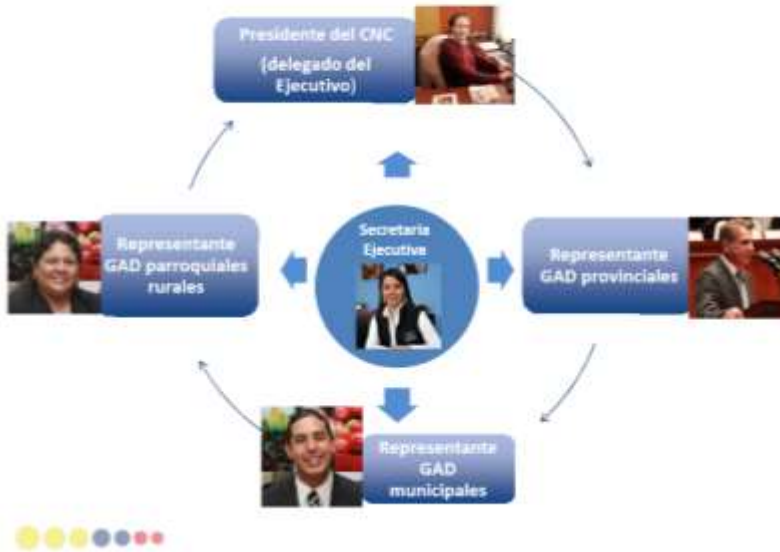 Presidente del CNC
(delegado del
Ejecutivo)
Secretaria
Ejecutiva
Representante
GAD parroquiales
rurales
Representante
GAD provinciales
Representante
GAD
municipales